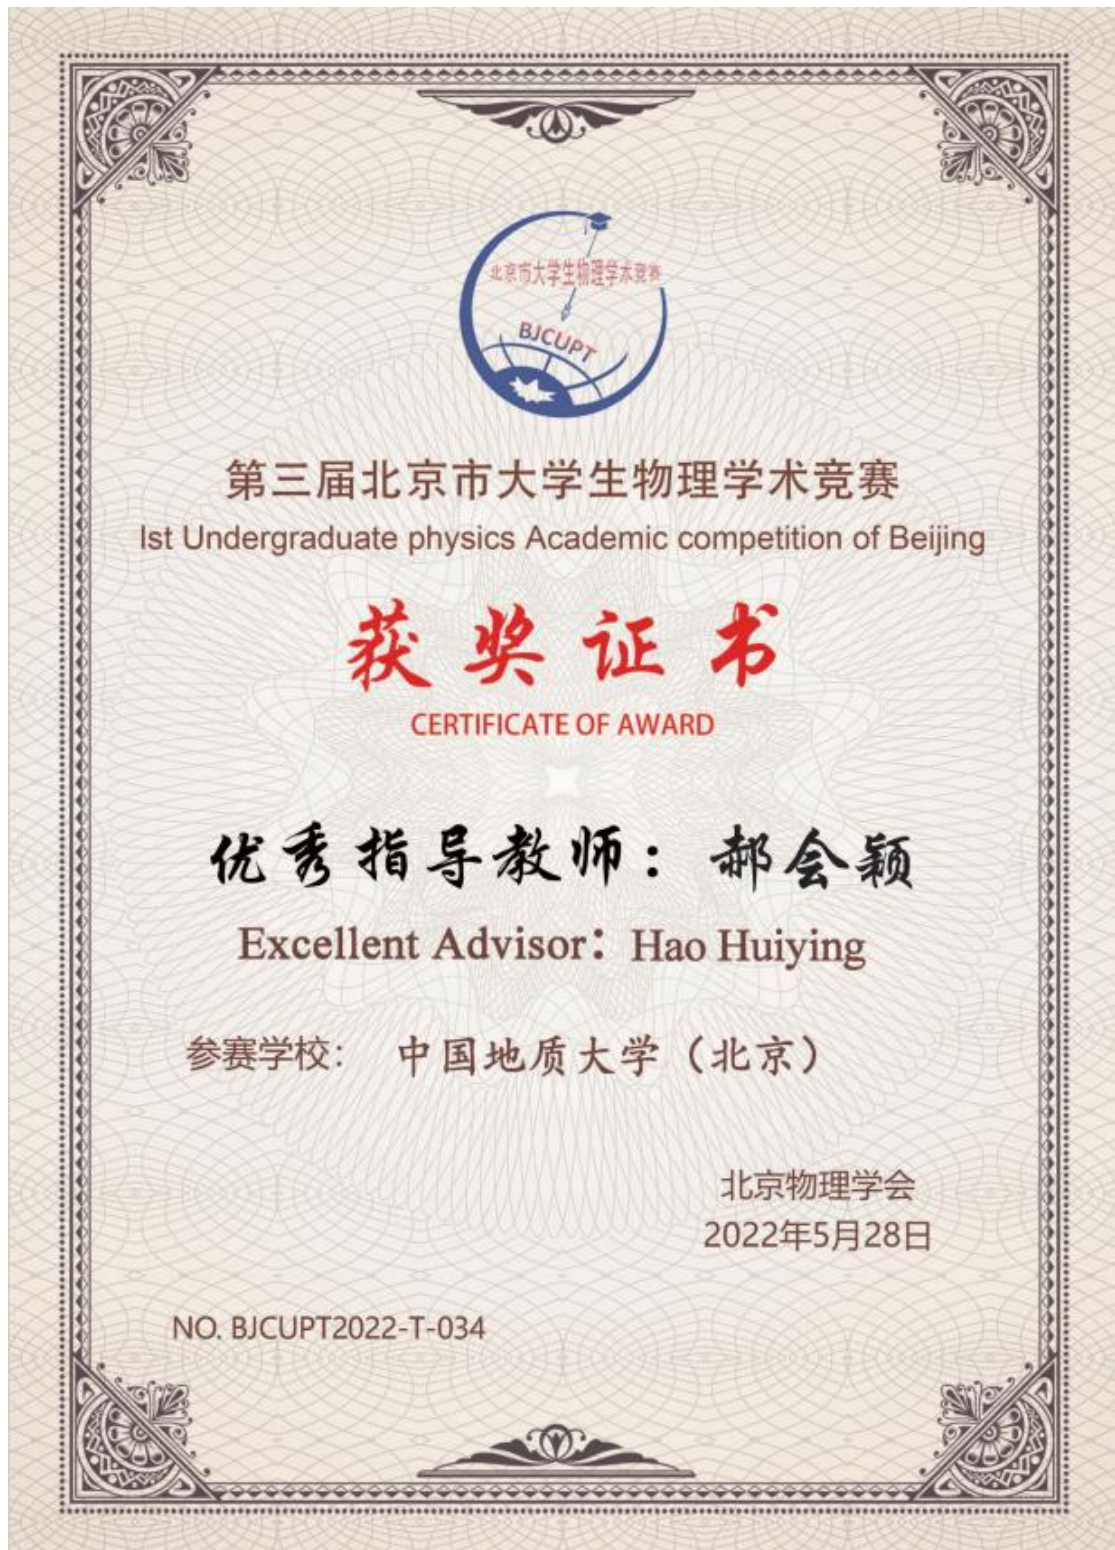 北京市大学生物理学术竞赛
BJCUPT
第三届北京市大学生物理学术竞赛
Ist Undergraduate physics Academic competition of Beijing
获奖证书
CERTIFICATE OF AWARD
优秀指导教师：郝会颖
Excellent Advisor：Hao Huiying
参赛学校： 中国地质大学（北京）
北京物理学会
2022年5月28日
NO. BJCUPT2022-T-034